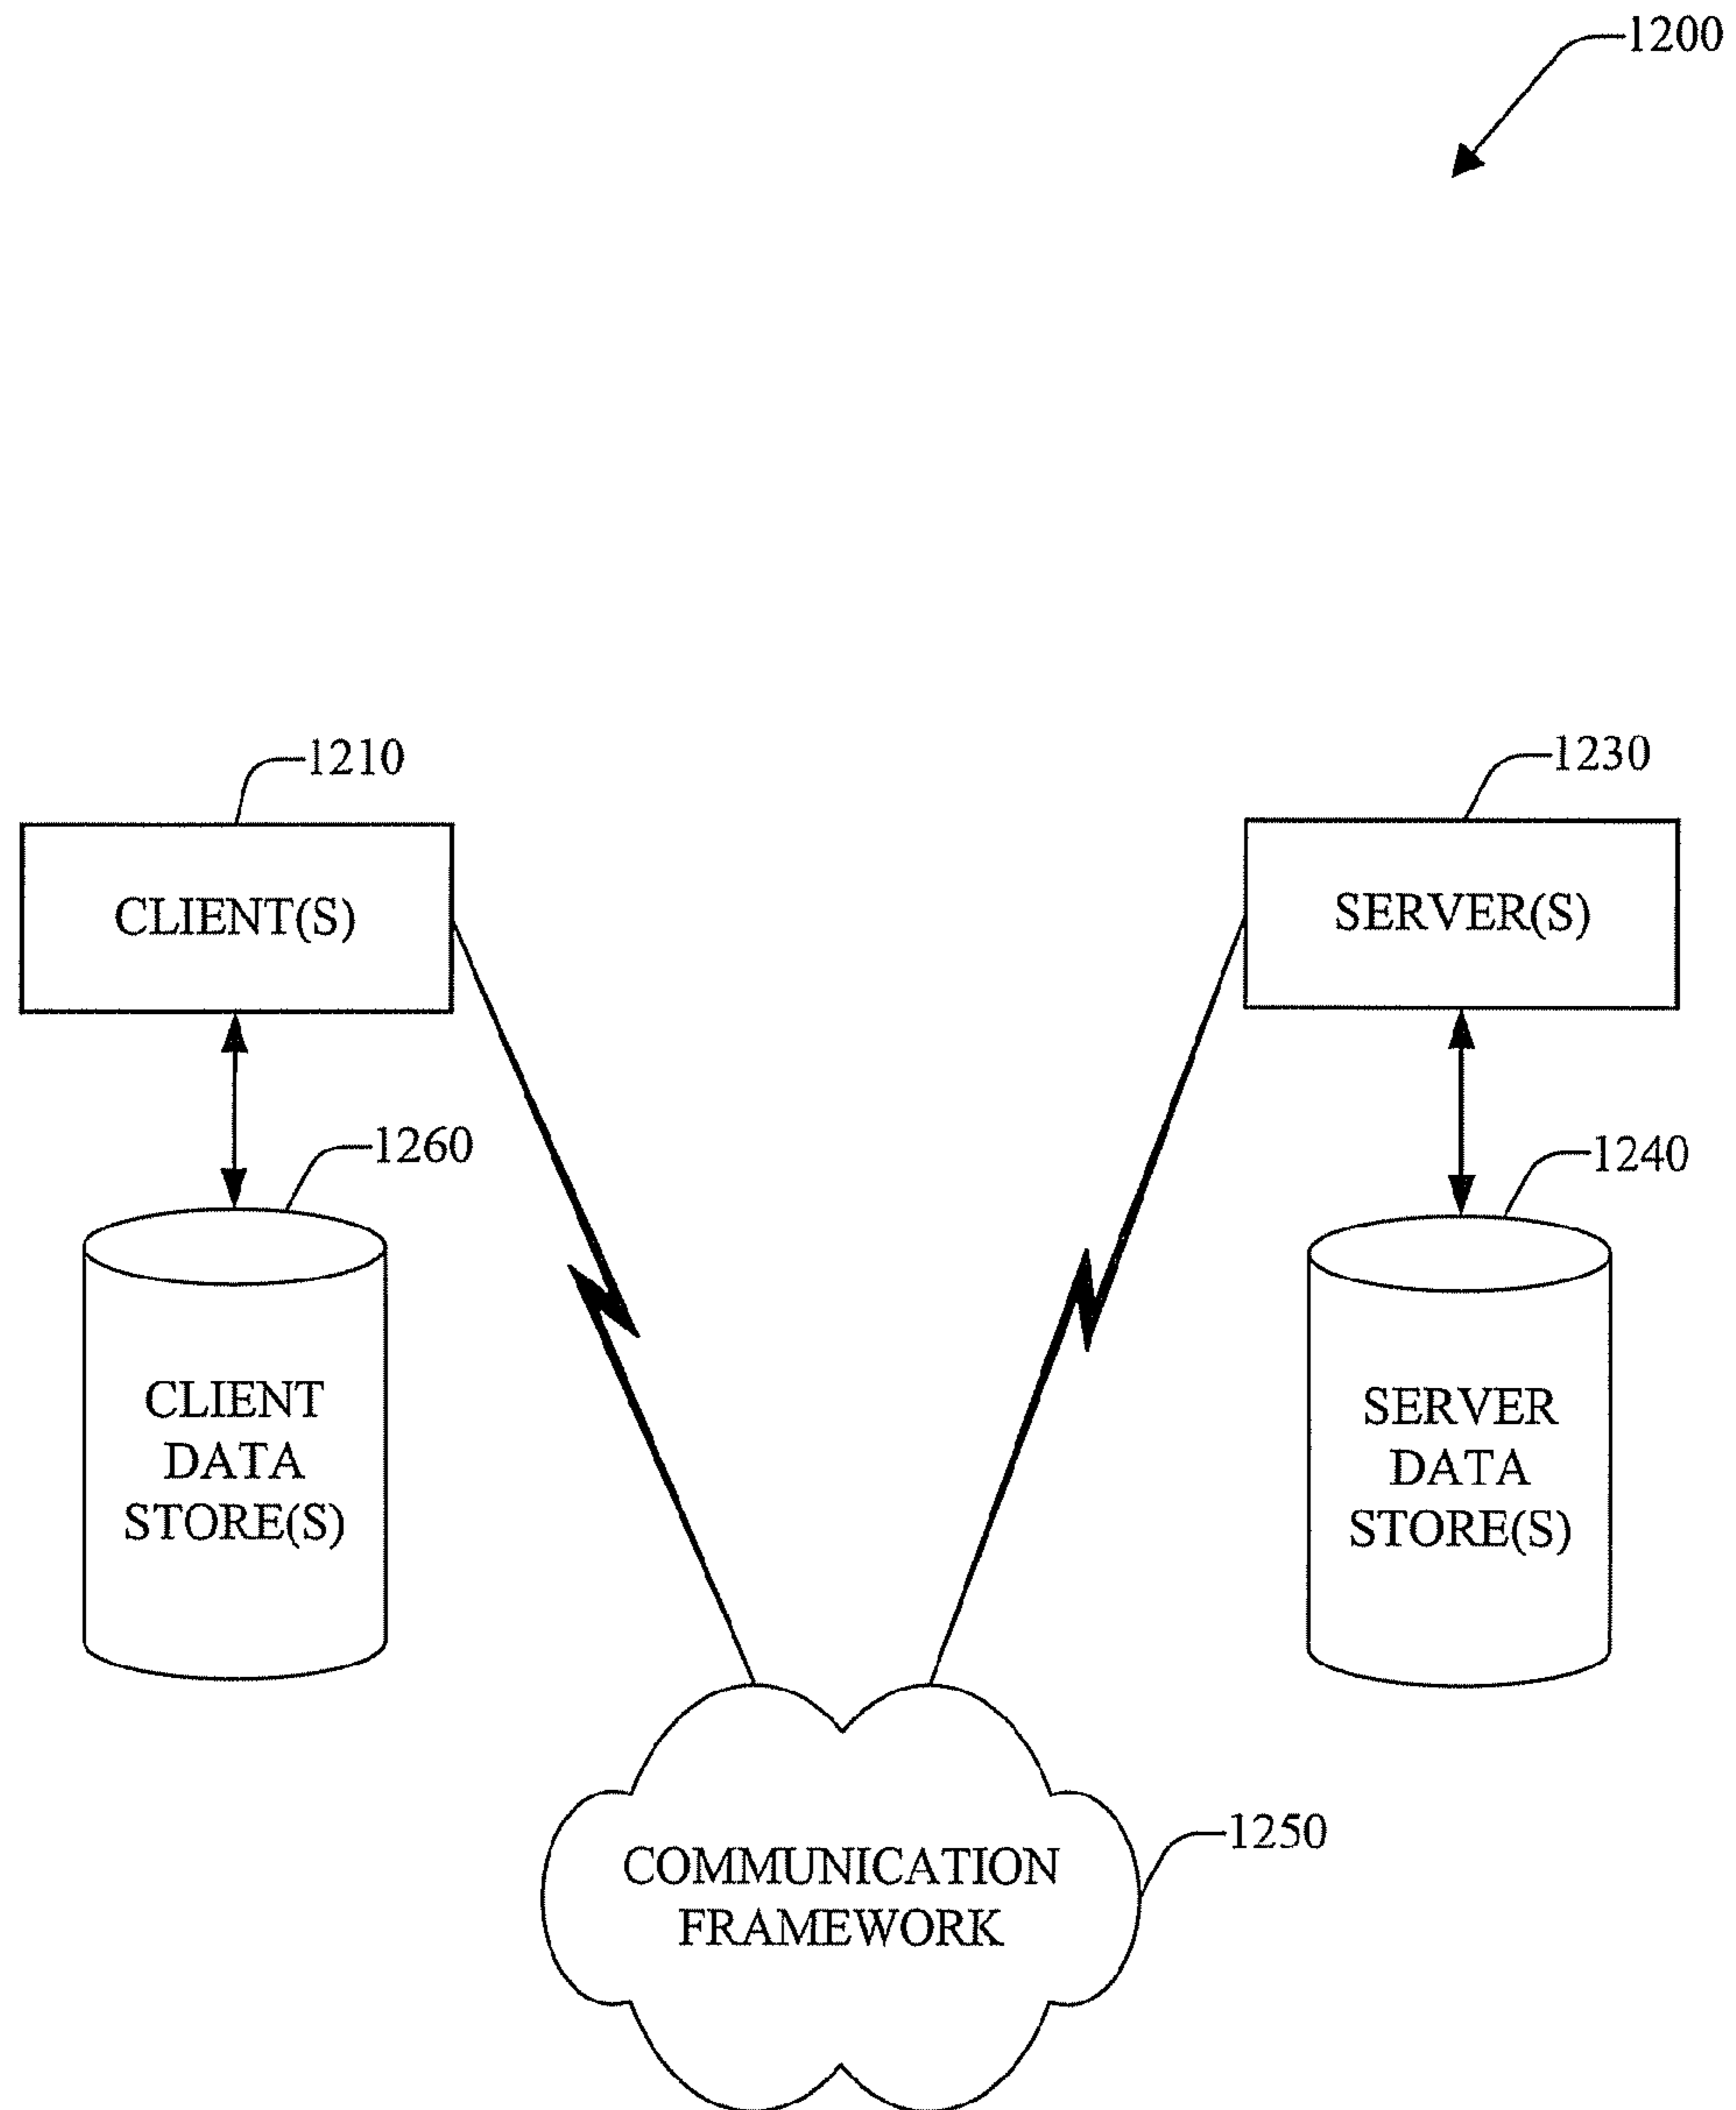 1200
1210
1230
CLIENT(S)
SERVER(S)
1260
1240
CLIENT
DATA
STORE(S)
SERVER
DATA
STORE(S)
1250
COMMUNICATION
FRAMEWORK